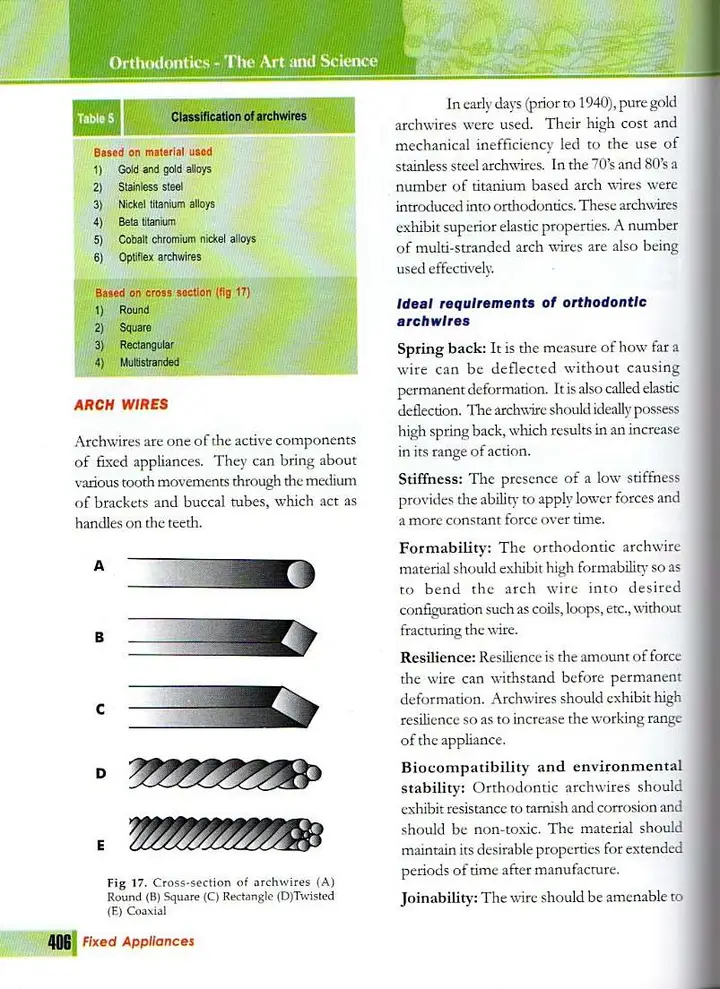 Orthodontics - The Art and Science
Table 5
Classification of archwires
Based on material used
1) Gold and gold alloys
2) Stainless steel
3) Nickel titanium alloys
4) Beta titanium
5) Cobalt chromium nickel alloys
6) Optiflex archwires
Based on cross section (fig 17)
1) Round
2) Square
3) Rectangular
4) Multistranded
ARCH WIRES
Archwires are one of the active components
of fixed appliances. They can bring about
various tooth movements through the medium
of brackets and buccal tubes, which act as
handles on the teeth.
A
B
C
D
E
Fig 17. Cross-section of archwires (A)
Round (B) Square (C) Rectangle (D)Twisted
(E) Coaxial
In early days (prior to 1940), pure gold
archwires were used. Their high cost and
mechanical inefficiency led to the use of
stainless steel archwires. In the 70's and 80's a
number of titanium based arch wires were
introduced into orthodontics. These archwires
exhibit superior elastic properties. A number
of multi-stranded arch wires are also being
used effectively.
Ideal requirements of orthodontic
archwires
Spring back: It is the measure of how far a
wire can be deflected without causing
permanent deformation. It is also called elastic
deflection. The archwire should ideally possess
high spring back, which results in an increase
in its range of action.
Stiffness: The presence of a low stiffness
provides the ability to apply lower forces and
a more constant force over time.
Formability: The orthodontic archwire
material should exhibit high formability so as
to bend the arch wire into desired
configuration such as coils, loops, etc., without
fracturing the wire.
Resilience: Resilience is the amount of force
the wire can withstand before permanent
deformation. Archwires should exhibit high
resilience so as to increase the working range
of the appliance.
Biocompatibility and environmental
stability: Orthodontic archwires should
exhibit resistance to tarnish and corrosion and
should be non-toxic. The material should
maintain its desirable properties for extended
periods of time after manufacture.
Joinability: The wire should be amenable to
406 Fixed Appliances